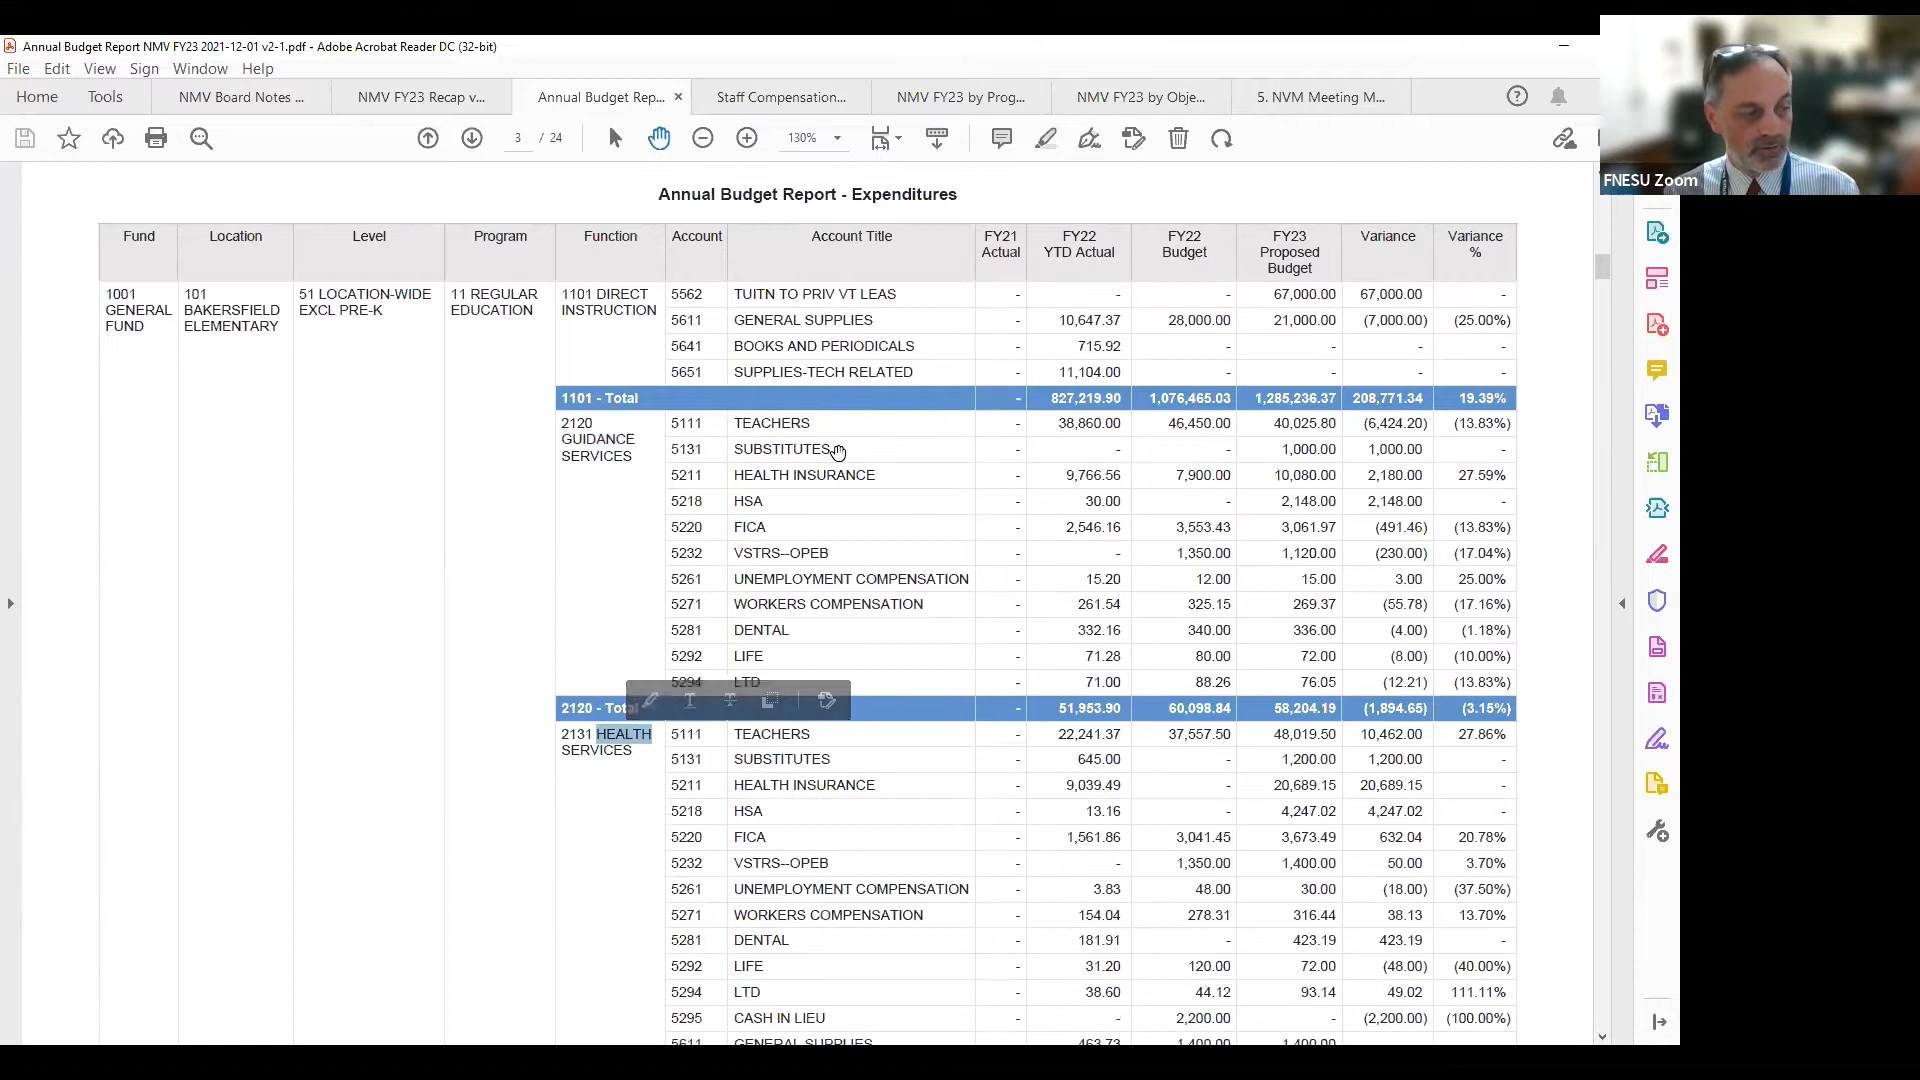 Annual Budget Report NMV FY23 2021-12-01 v2-1.pdf - Adobe Acrobat Reader DC (32-bit)
File Edit View Sign Window Help
Home Tools NMV Board Notes ... NMV FY23 Recap v... Annual Budget Rep... × Staff Compensation... NMV FY23 by Prog... NMV FY23 by Obje... 5. NVM Meeting M...
3 / 24 130%
FNESU Zoom
Annual Budget Report - Expenditures
Fund Location Level Program Function Account Account Title FY21 Actual FY22 YTD Actual FY22 Budget FY23 Proposed Budget Variance Variance %
1001 GENERAL FUND 101 BAKERSFIELD ELEMENTARY 51 LOCATION-WIDE EXCL PRE-K 11 REGULAR EDUCATION 1101 DIRECT INSTRUCTION 5562 TUITN TO PRIV VT LEAS - - - 67,000.00 67,000.00 -
5611 GENERAL SUPPLIES - 10,647.37 28,000.00 21,000.00 (7,000.00) (25.00%)
5641 BOOKS AND PERIODICALS - 715.92 - - - -
5651 SUPPLIES-TECH RELATED - 11,104.00 - - - -
1101 - Total - 827,219.90 1,076,465.03 1,285,236.37 208,771.34 19.39%
2120 GUIDANCE SERVICES 5111 TEACHERS - 38,860.00 46,450.00 40,025.80 (6,424.20) (13.83%)
5131 SUBSTITUTES - - - 1,000.00 1,000.00 -
5211 HEALTH INSURANCE - 9,766.56 7,900.00 10,080.00 2,180.00 27.59%
5218 HSA - 30.00 - 2,148.00 2,148.00 -
5220 FICA - 2,546.16 3,553.43 3,061.97 (491.46) (13.83%)
5232 VSTRS--OPEB - - 1,350.00 1,120.00 (230.00) (17.04%)
5261 UNEMPLOYMENT COMPENSATION - 15.20 12.00 15.00 3.00 25.00%
5271 WORKERS COMPENSATION - 261.54 325.15 269.37 (55.78) (17.16%)
5281 DENTAL - 332.16 340.00 336.00 (4.00) (1.18%)
5292 LIFE - 71.28 80.00 72.00 (8.00) (10.00%)
5294 LTD - 71.00 88.26 76.05 (12.21) (13.83%)
2120 - Total - 51,953.90 60,098.84 58,204.19 (1,894.65) (3.15%)
2131 HEALTH SERVICES 5111 TEACHERS - 22,241.37 37,557.50 48,019.50 10,462.00 27.86%
5131 SUBSTITUTES - 645.00 - 1,200.00 1,200.00 -
5211 HEALTH INSURANCE - 9,039.49 - 20,689.15 20,689.15 -
5218 HSA - 13.16 - 4,247.02 4,247.02 -
5220 FICA - 1,561.86 3,041.45 3,673.49 632.04 20.78%
5232 VSTRS--OPEB - - 1,350.00 1,400.00 50.00 3.70%
5261 UNEMPLOYMENT COMPENSATION - 3.83 48.00 30.00 (18.00) (37.50%)
5271 WORKERS COMPENSATION - 154.04 278.31 316.44 38.13 13.70%
5281 DENTAL - 181.91 - 423.19 423.19 -
5292 LIFE - 31.20 120.00 72.00 (48.00) (40.00%)
5294 LTD - 38.60 44.12 93.14 49.02 111.11%
5295 CASH IN LIEU - - 2,200.00 - (2,200.00) (100.00%)
5611 GENERAL SUPPLIES 463.73 1,400.00 1,400.00